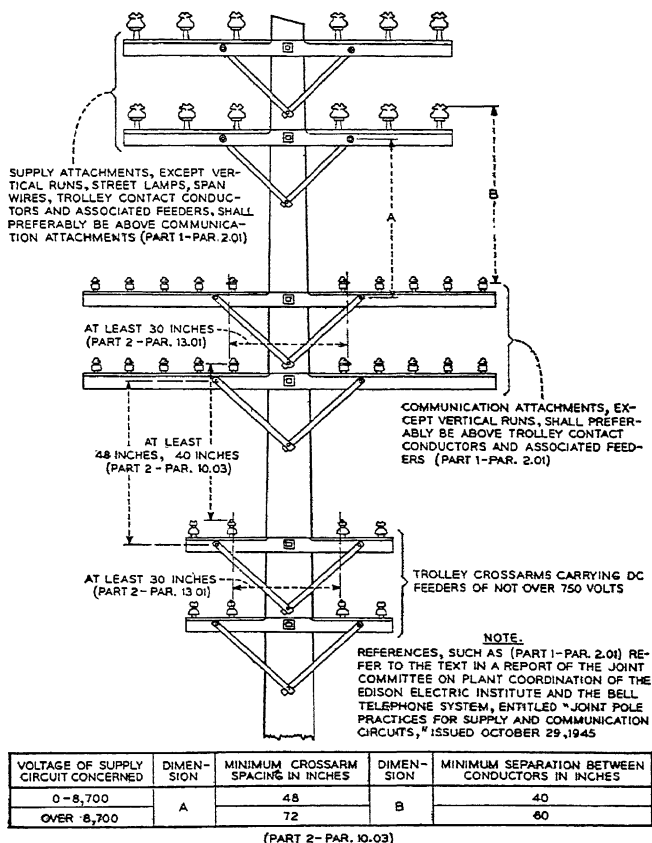 SUPPLY ATTACHMENTS, EXCEPT VER-
TICAL RUNS, STREET LAMPS, SPAN
WIRES, TROLLEY CONTACT CONDUC-
TORS AND ASSOCIATED FEEDERS, SHALL
PREFERABLY BE ABOVE COMMUNICA-
TION ATTACHMENTS (PART 1-PAR. 2.01)
A
B
AT LEAST 30 INCHES
(PART 2 - PAR. 13.01)
COMMUNICATION ATTACHMENTS, EX-
CEPT VERTICAL RUNS, SHALL PREFER-
ABLY BE ABOVE TROLLEY CONTACT
CONDUCTORS AND ASSOCIATED FEED-
ERS (PART 1-PAR. 2.01)
AT LEAST
48 INCHES, 40 INCHES
(PART 2 - PAR. 10.03)
AT LEAST 30 INCHES
(PART 2- PAR. 13 01)
TROLLEY CROSSARMS CARRYING DC
FEEDERS OF NOT OVER 750 VOLTS
NOTE.
REFERENCES, SUCH AS (PART 1-PAR. 2.01) RE-
FER TO THE TEXT IN A REPORT OF THE JOINT
COMMITTEE ON PLANT COORDINATION OF THE
EDISON ELECTRIC INSTITUTE AND THE BELL
TELEPHONE SYSTEM, ENTITLED "JOINT POLE
PRACTICES FOR SUPPLY AND COMMUNICATION
CIRCUITS," ISSUED OCTOBER 29, 1945
VOLTAGE OF SUPPLY CIRCUIT CONCERNED | DIMEN-SION | MINIMUM CROSSARM SPACING IN INCHES | DIMEN-SION | MINIMUM SEPARATION BETWEEN CONDUCTORS IN INCHES
0-8,700 | A | 48 | B | 40
OVER 8,700 | 72 | 60
(PART 2- PAR. 10.03)